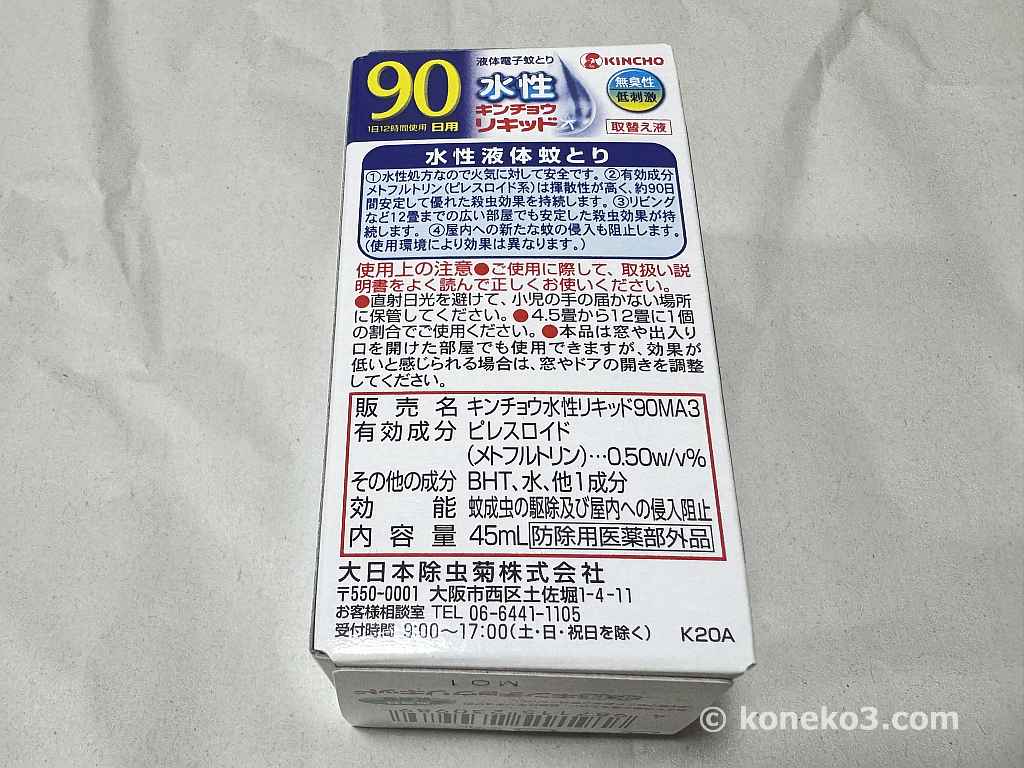 90
1日12時間使用 日用
液体電子蚊とり
水性
キンチョウ
リキッド
KINCHO
無臭性
低刺激
取替え液
水性液体蚊とり
①水性処方なので火気に対して安全です。②有効成分
メトフルトリン(ピレスロイド系)は揮散性が高く、約90日
間安定して優れた殺虫効果を持続します。③リビング
など12畳までの広い部屋でも安定した殺虫効果が持
続します。④屋内への新たな蚊の侵入も阻止します。
(使用環境により効果は異なります。)
使用上の注意●ご使用に際して、取扱い説
明書をよく読んで正しくお使いください。
●直射日光を避けて、小児の手の届かない場所
に保管してください。●4.5畳から12畳に1個
の割合でご使用ください。●本品は窓や出入り
口を開けた部屋でも使用できますが、効果が
低いと感じられる場合は、窓やドアの開きを調整
してください。
販売名 キンチョウ水性リキッド90MA3
有効成分 ピレスロイド
(メトフルトリン)…0.50w/v%
その他の成分 BHT、水、他1成分
効能 蚊成虫の駆除及び屋内への侵入阻止
内容量 45mL 防除用医薬部外品
大日本除虫菊株式会社
〒550-0001 大阪市西区土佐堀1-4-11
お客様相談室 TEL 06-6441-1105
受付時間 9:00〜17:00(土・日・祝日を除く) K20A
M01
© koneko3.com